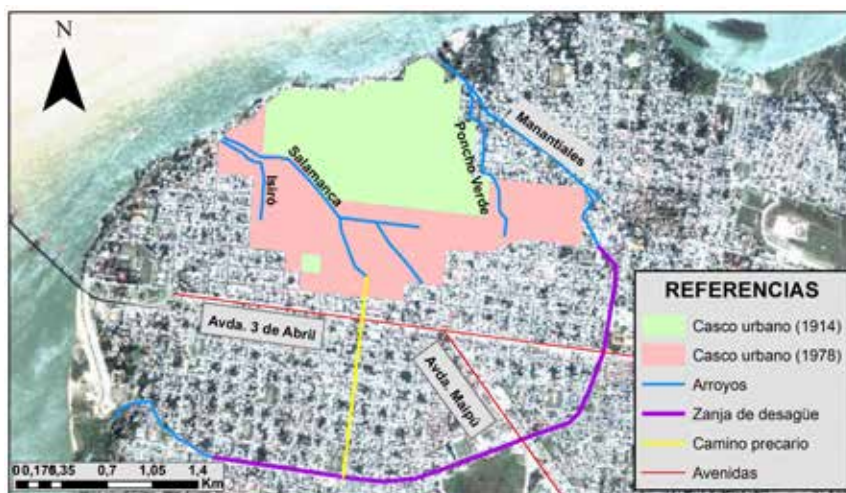 N
Manantiales
Poncho Verde
Salamanca
Isiró
Avda. 3 de Abril
Avda. Maipú
REFERENCIAS
Casco urbano (1914)
Casco urbano (1978)
Arroyos
Zanja de desagüe
Camino precario
Avenidas
0 0,175 0,35 0,7 1,05 1,4
Km